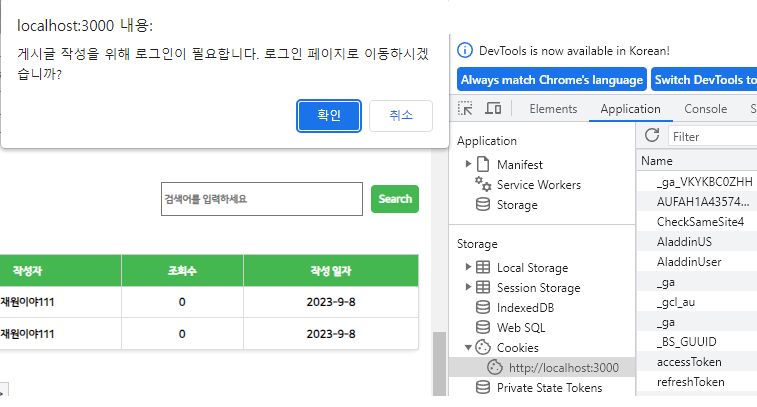 localhost:3000 내용:
게시글 작성을 위해 로그인이 필요합니다. 로그인 페이지로 이동하시겠
습니까?
확인 취소
검색어를 입력하세요 Search
작성자 조회수 작성 일자
재원이야111 0 2023-9-8
재원이야111 0 2023-9-8
DevTools is now available in Korean!
Always match Chrome's language Switch DevTools to
Elements Application Console S
Application
Manifest
Service Workers
Storage
Storage
Local Storage
Session Storage
IndexedDB
Web SQL
Cookies
http://localhost:3000
Private State Tokens
Filter
Name
_ga_VKYKBC0ZHH
AUFAH1A43574...
CheckSameSite4
AladdinUS
AladdinUser
_ga
_gcl_au
_ga
_BS_GUUID
accessToken
refreshToken